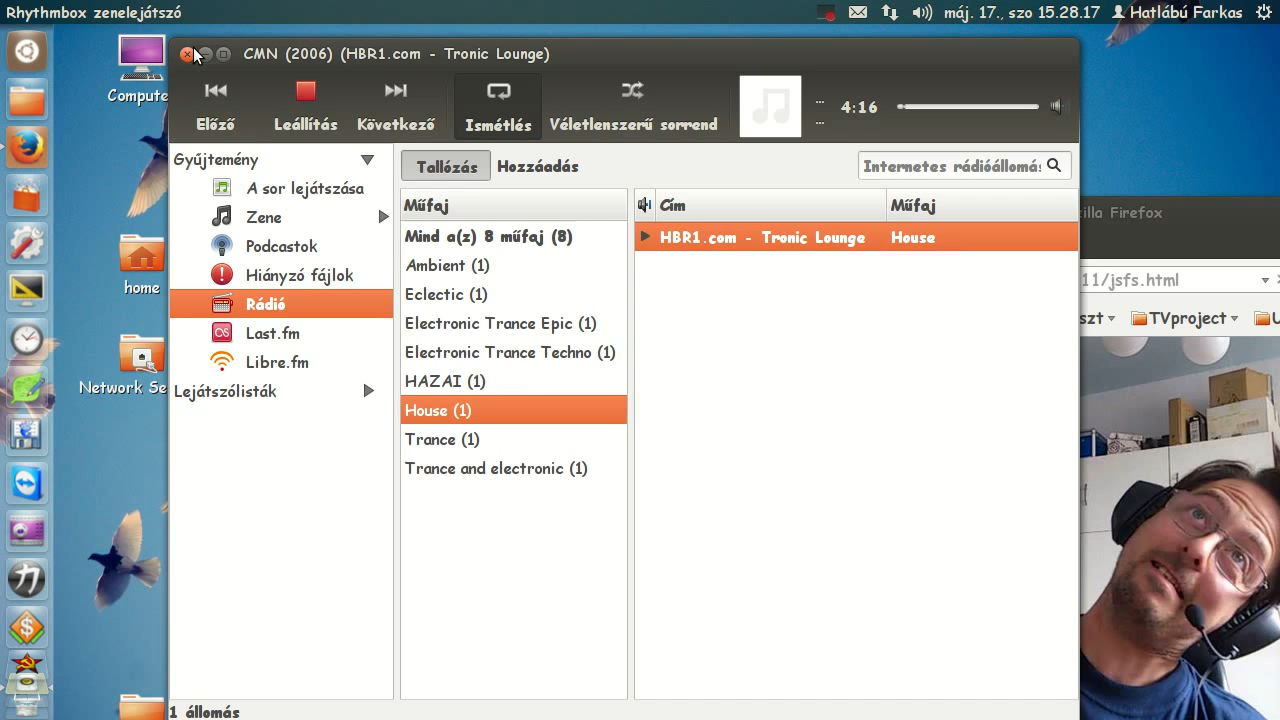 Rhythmbox zenelejátszó
máj. 17., szo 15.28.17
Hatlábú Farkas
CMN (2006) (HBR1.com - Tronic Lounge)
Előző
Leállítás
Következő
Ismétlés
Véletlenszerű sorrend
4:16
Compute
home
Network Se
Gyűjtemény
A sor lejátszása
Zene
Podcastok
Hiányzó fájlok
Rádió
Last.fm
Libre.fm
Lejátszólisták
Tallózás
Hozzáadás
Internetes rádióállomás
Műfaj
Mind a(z) 8 műfaj (8)
Ambient (1)
Eclectic (1)
Electronic Trance Epic (1)
Electronic Trance Techno (1)
HAZAI (1)
House (1)
Trance (1)
Trance and electronic (1)
Cím
Műfaj
HBR1.com - Tronic Lounge
House
zilla Firefox
11/jsfs.html
szt
TVproject
1 állomás